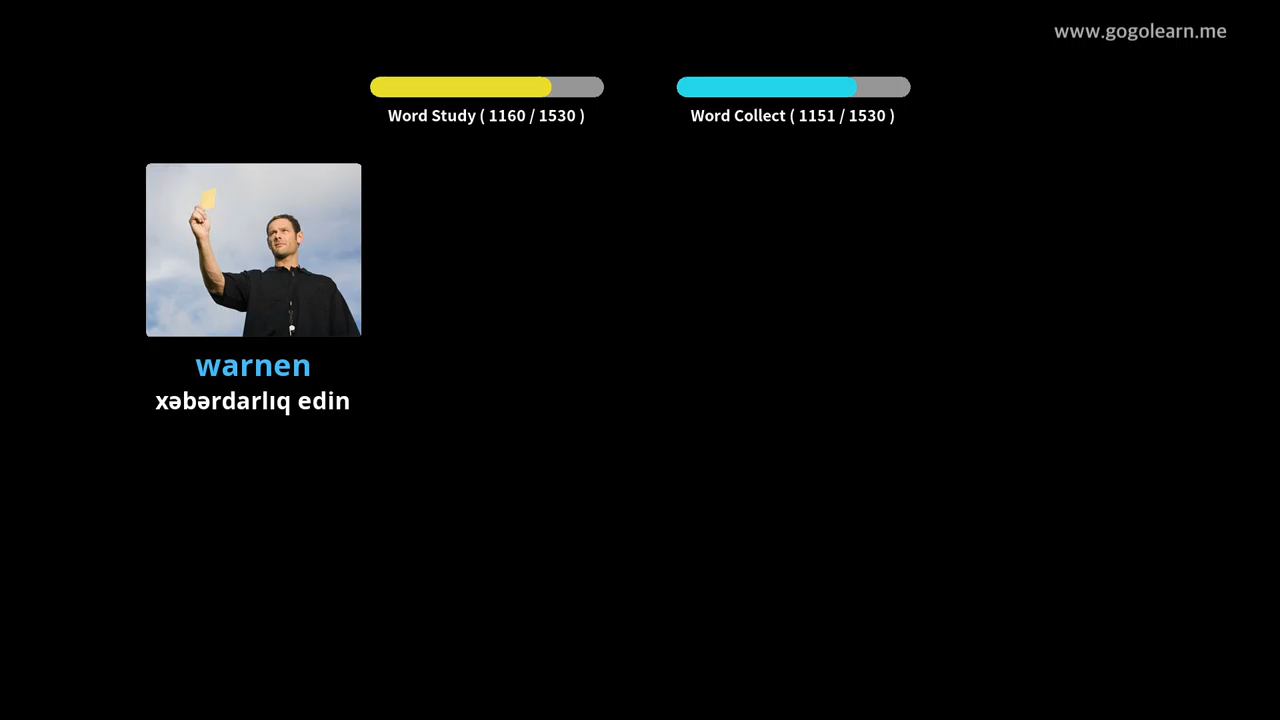 www.gogolearn.me
Word Study ( 1160 / 1530 )
Word Collect ( 1151 / 1530 )
warnen
xəbərdarlıq edin